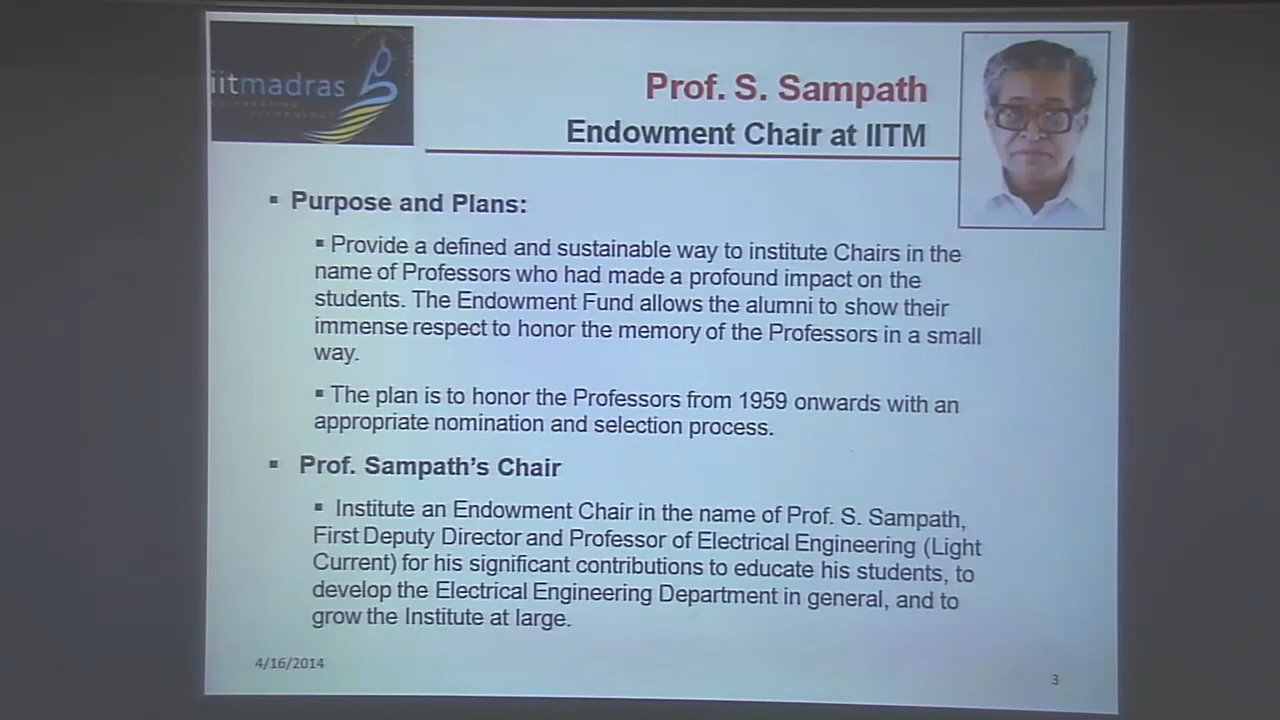 iitmadras
Prof. S. Sampath
Endowment Chair at IITM
▪ Purpose and Plans:
▪ Provide a defined and sustainable way to institute Chairs in the
name of Professors who had made a profound impact on the
students. The Endowment Fund allows the alumni to show their
immense respect to honor the memory of the Professors in a small
way.
▪ The plan is to honor the Professors from 1959 onwards with an
appropriate nomination and selection process.
▪ Prof. Sampath's Chair
▪ Institute an Endowment Chair in the name of Prof. S. Sampath,
First Deputy Director and Professor of Electrical Engineering (Light
Current) for his significant contributions to educate his students, to
develop the Electrical Engineering Department in general, and to
grow the Institute at large.
4/16/2014
3